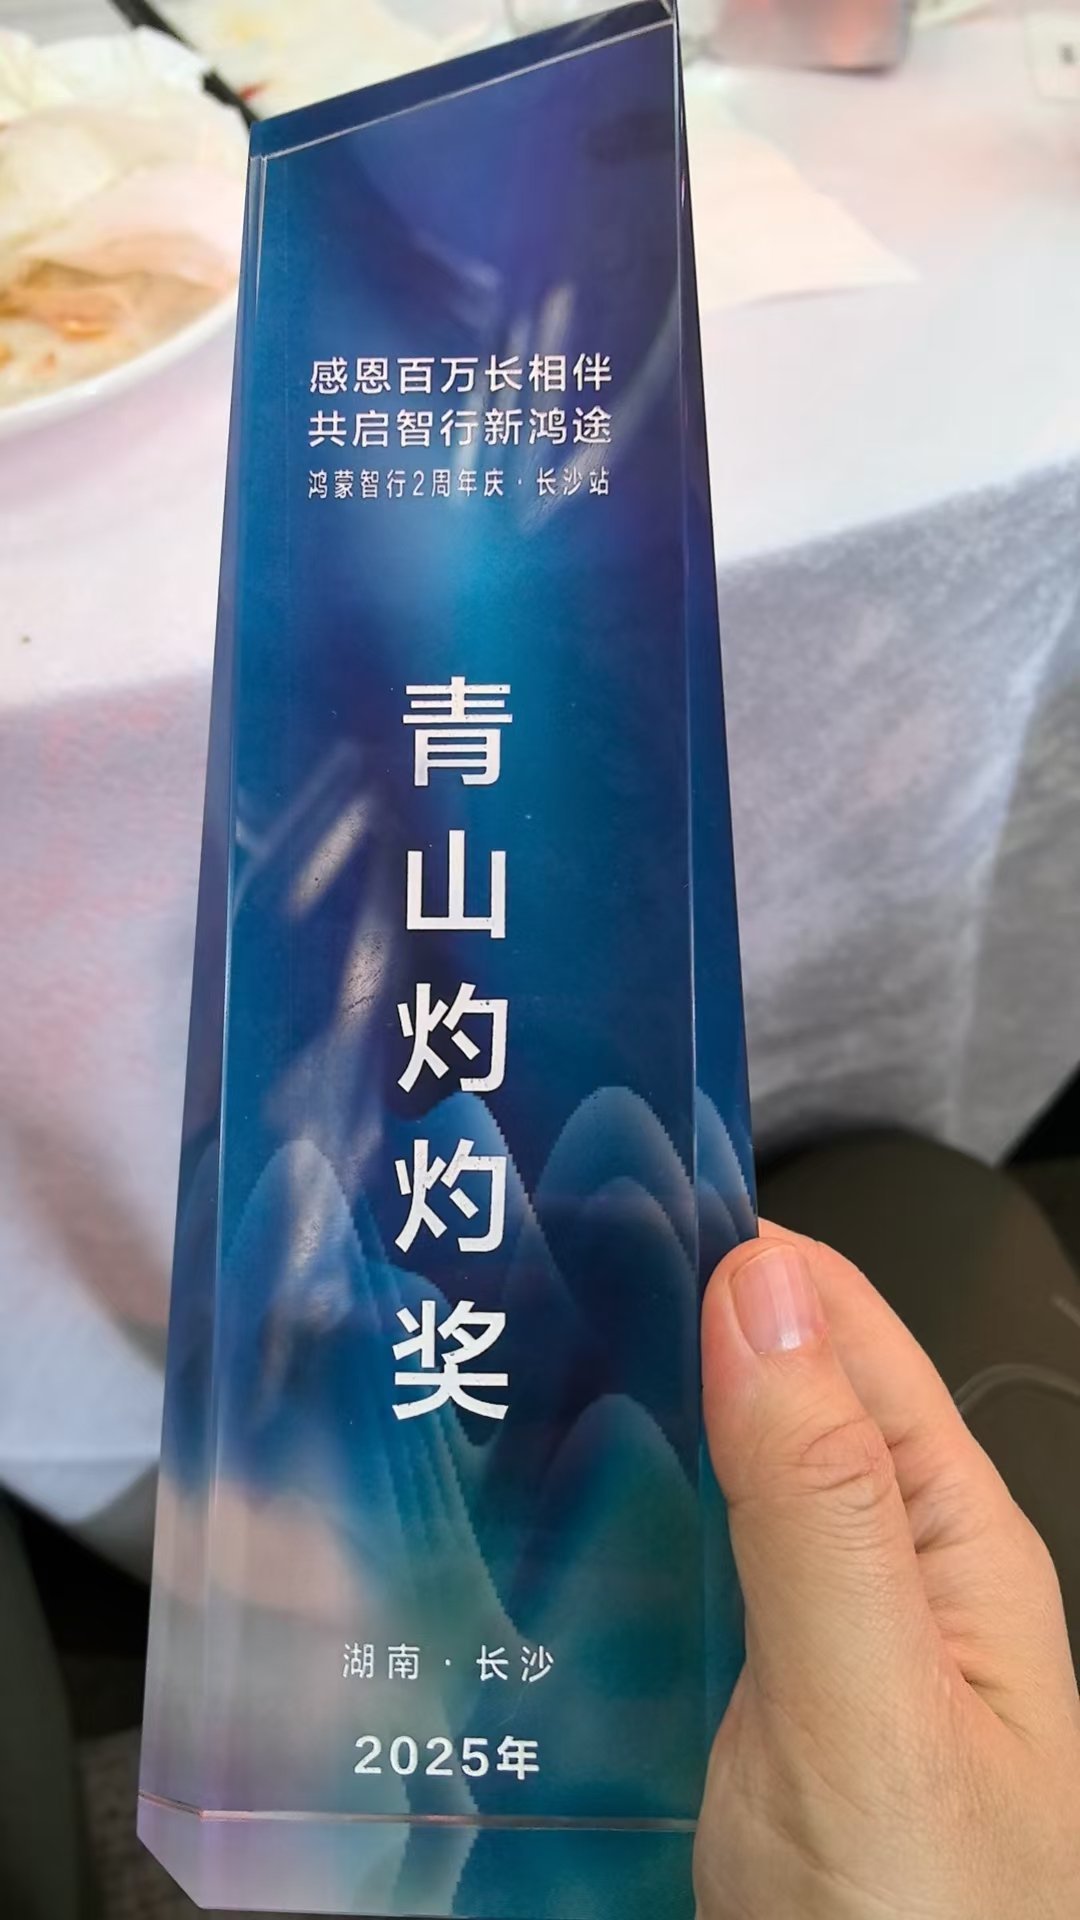 感恩百万长相伴
共启智行新鸿途
鸿蒙智行2周年庆·长沙站
青山灼灼奖
湖南·长沙
2025年